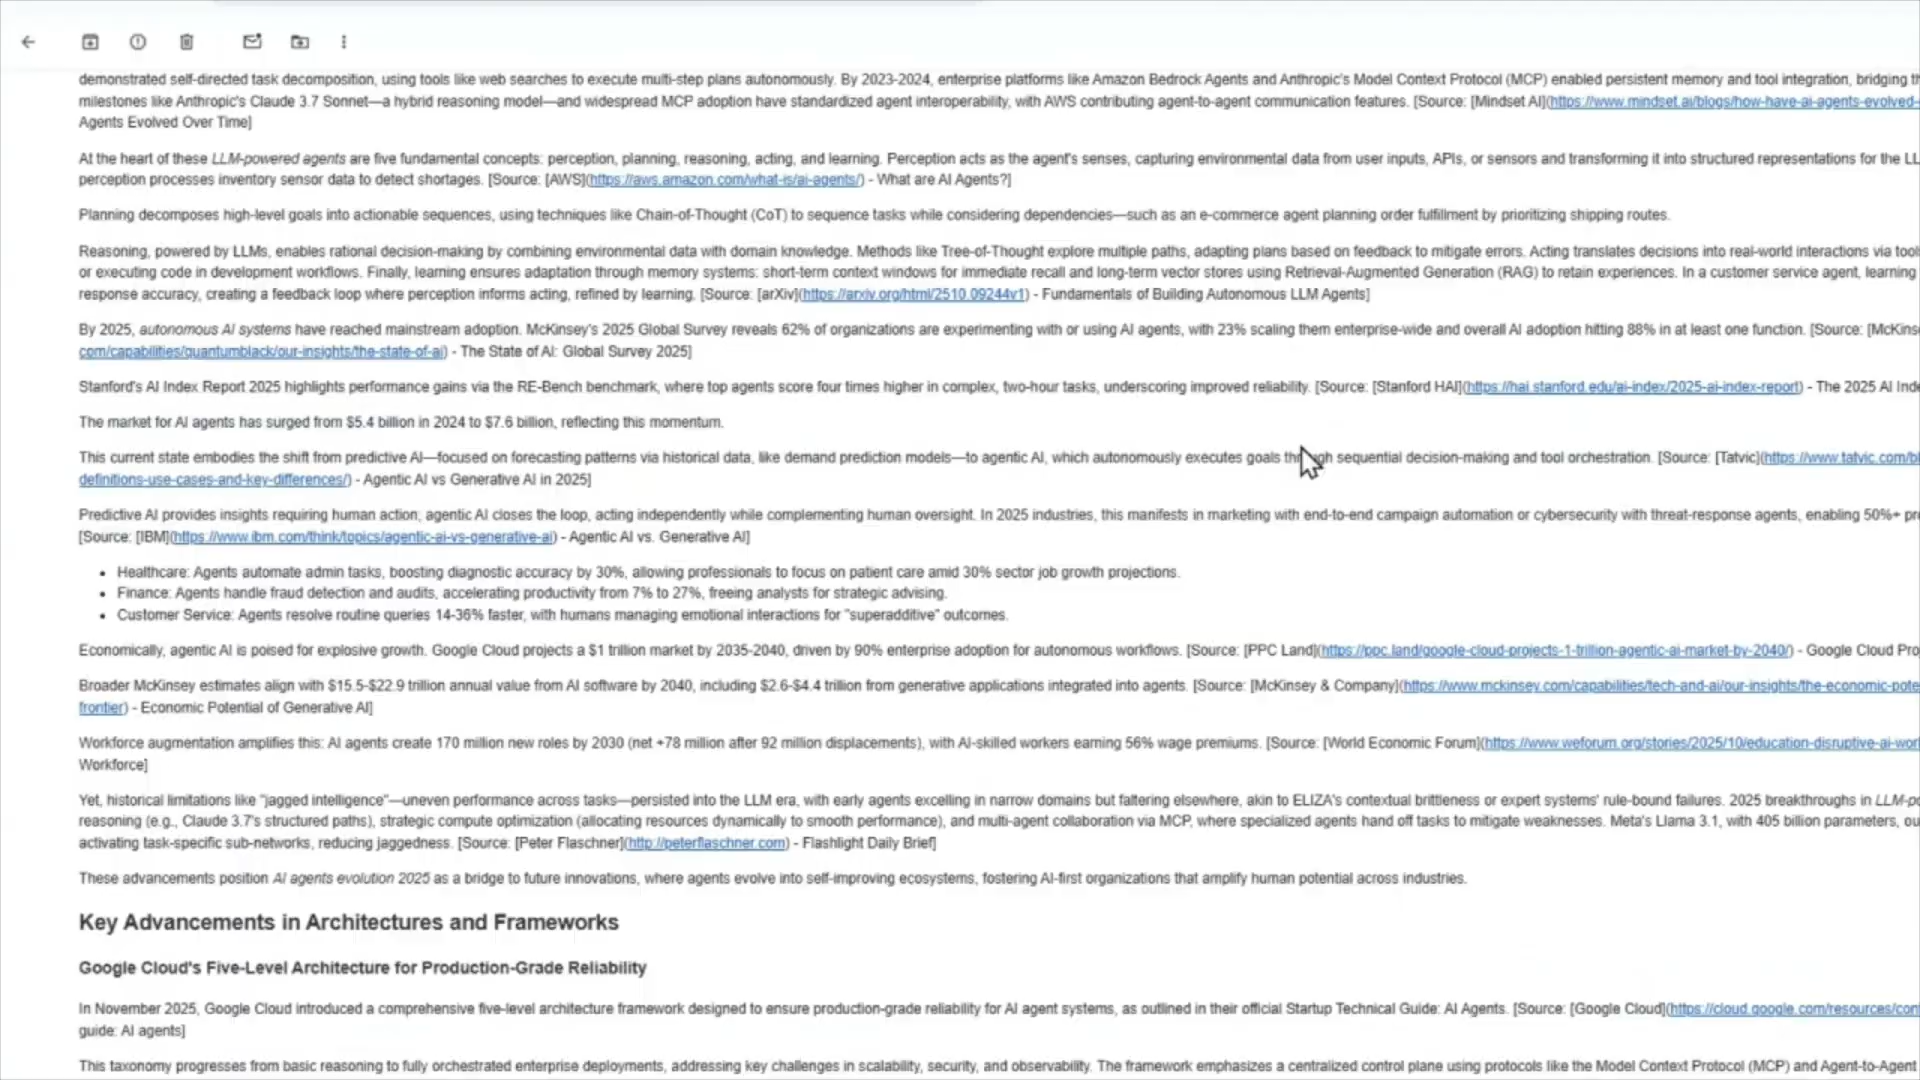 demonstrated self-directed task decomposition, using tools like web searches to execute multi-step plans autonomously. By 2023-2024, enterprise platforms like Amazon Bedrock Agents and Anthropic's Model Context Protocol (MCP) enabled persistent memory and tool integration, bridging
milestones like Anthropic's Claude 3.7 Sonnet—a hybrid reasoning model—and widespread MCP adoption have standardized agent interoperability, with AWS contributing agent-to-agent communication features. [Source: [Mindset AI](https://www.mindset.ai/blogs/how-have-ai-agents-evolved-
Agents Evolved Over Time]
At the heart of these LLM-powered agents are five fundamental concepts: perception, planning, reasoning, acting, and learning. Perception acts as the agent's senses, capturing environmental data from user inputs, APIs, or sensors and transforming it into structured representations for the
perception processes inventory sensor data to detect shortages. [Source: [AWS](https://aws.amazon.com/what-is/ai-agents/) - What are AI Agents?]
Planning decomposes high-level goals into actionable sequences, using techniques like Chain-of-Thought (CoT) to sequence tasks while considering dependencies—such as an e-commerce agent planning order fulfillment by prioritizing shipping routes.
Reasoning, powered by LLMs, enables rational decision-making by combining environmental data with domain knowledge. Methods like Tree-of-Thought explore multiple paths, adapting plans based on feedback to mitigate errors. Acting translates decisions into real-world interactions via tool
or executing code in development workflows. Finally, learning ensures adaptation through memory systems: short-term context windows for immediate recall and long-term vector stores using Retrieval-Augmented Generation (RAG) to retain experiences. In a customer service agent, learning
response accuracy, creating a feedback loop where perception informs acting, refined by learning. [Source: [arXiv](https://arxiv.org/html/2510.09244v1) - Fundamentals of Building Autonomous LLM Agents]
By 2025, autonomous AI systems have reached mainstream adoption. McKinsey's 2025 Global Survey reveals 62% of organizations are experimenting with or using AI agents, with 23% scaling them enterprise-wide and overall AI adoption hitting 88% in at least one function. [Source: [McKins
com/capabilities/quantumblack/our-insights/the-state-of-ai) - The State of AI: Global Survey 2025]
Stanford's AI Index Report 2025 highlights performance gains via the RE-Bench benchmark, where top agents score four times higher in complex, two-hour tasks, underscoring improved reliability. [Source: [Stanford HAI](https://hai.stanford.edu/ai-index/2025-ai-index-report) - The 2025 AI Inde
The market for AI agents has surged from $5.4 billion in 2024 to $7.6 billion, reflecting this momentum.
This current state embodies the shift from predictive AI—focused on forecasting patterns via historical data, like demand prediction models—to agentic AI, which autonomously executes goals through sequential decision-making and tool orchestration. [Source: [Tatvic](https://www.tatvic.com/bl
definitions-use-cases-and-key-differences/) - Agentic AI vs Generative AI in 2025]
Predictive AI provides insights requiring human action; agentic AI closes the loop, acting independently while complementing human oversight. In 2025 industries, this manifests in marketing with end-to-end campaign automation or cybersecurity with threat-response agents, enabling 50%+
[Source: [IBM](https://www.ibm.com/think/topics/agentic-ai-vs-generative-ai) - Agentic AI vs. Generative AI]
• Healthcare: Agents automate admin tasks, boosting diagnostic accuracy by 30%, allowing professionals to focus on patient care amid 30% sector job growth projections.
• Finance: Agents handle fraud detection and audits, accelerating productivity from 7% to 27%, freeing analysts for strategic advising.
• Customer Service: Agents resolve routine queries 14-36% faster, with humans managing emotional interactions for "superadditive" outcomes.
Economically, agentic AI is poised for explosive growth. Google Cloud projects a $1 trillion market by 2035-2040, driven by 90% enterprise adoption for autonomous workflows. [Source: [PPC Land](https://ppc.land/google-cloud-projects-1-trillion-agentic-ai-market-by-2040/) - Google Cloud Pro
Broader McKinsey estimates align with $15.5-$22.9 trillion annual value from AI software by 2040, including $2.6-$4.4 trillion from generative applications integrated into agents. [Source: [McKinsey & Company](https://www.mckinsey.com/capabilities/tech-and-ai/our-insights/the-economic-pote
frontier) - Economic Potential of Generative AI]
Workforce augmentation amplifies this: AI agents create 170 million new roles by 2030 (net +78 million after 92 million displacements), with AI-skilled workers earning 56% wage premiums. [Source: [World Economic Forum](https://www.weforum.org/stories/2025/10/education-disruptive-ai-wor
Workforce]
Yet, historical limitations like "jagged intelligence"—uneven performance across tasks—persisted into the LLM era, with early agents excelling in narrow domains but faltering elsewhere, akin to ELIZA's contextual brittleness or expert systems' rule-bound failures. 2025 breakthroughs in LLM-po
reasoning (e.g., Claude 3.7's structured paths), strategic compute optimization (allocating resources dynamically to smooth performance), and multi-agent collaboration via MCP, where specialized agents hand off tasks to mitigate weaknesses. Meta's Llama 3.1, with 405 billion parameters, ou
activating task-specific sub-networks, reducing jaggedness. [Source: [Peter Flaschner](http://peterflaschner.com) - Flashlight Daily Brief]
These advancements position AI agents evolution 2025 as a bridge to future innovations, where agents evolve into self-improving ecosystems, fostering AI-first organizations that amplify human potential across industries.
Key Advancements in Architectures and Frameworks
Google Cloud's Five-Level Architecture for Production-Grade Reliability
In November 2025, Google Cloud introduced a comprehensive five-level architecture framework designed to ensure production-grade reliability for AI agent systems, as outlined in their official Startup Technical Guide: AI Agents. [Source: [Google Cloud](https://cloud.google.com/resources/con
guide: AI agents]
This taxonomy progresses from basic reasoning to fully orchestrated enterprise deployments, addressing key challenges in scalability, security, and observability. The framework emphasizes a centralized control plane using protocols like the Model Context Protocol (MCP) and Agent-to-Agent